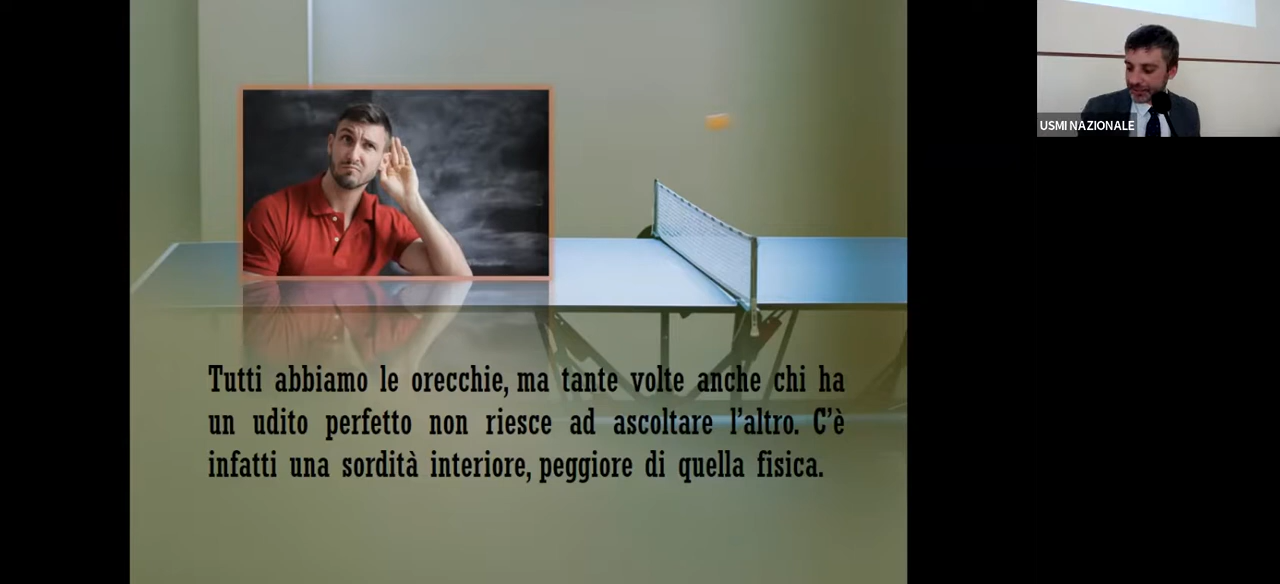 USMI NAZIONALE
Tutti abbiamo le orecchie, ma tante volte anche chi ha
un udito perfetto non riesce ad ascoltare l’altro. C’è
infatti una sordità interiore, peggiore di quella fisica.